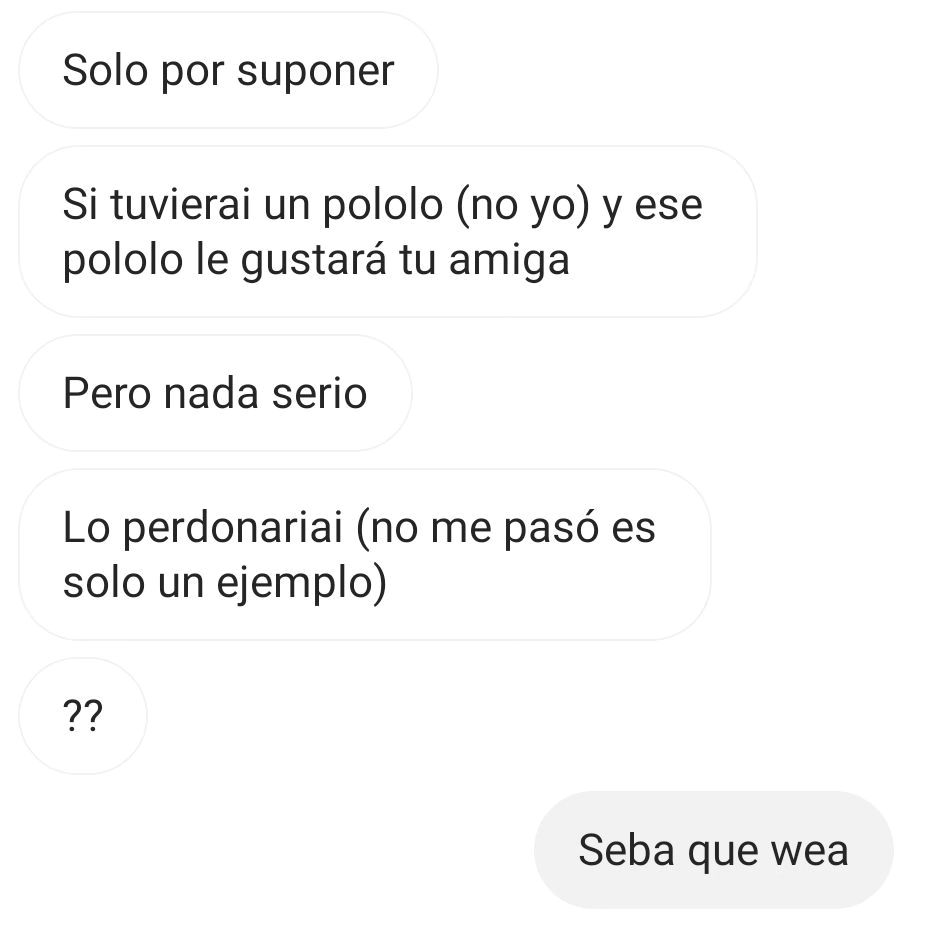 Solo por suponer
Si tuvierai un pololo (no yo) y ese
pololo le gustará tu amiga
Pero nada serio
Lo perdonariai (no me pasó es
solo un ejemplo)
??
Seba que wea